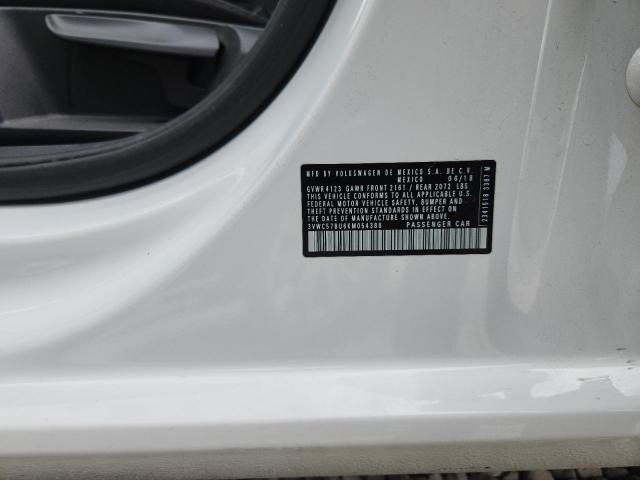 MFD BY VOLKSWAGEN DE MEXICO S.A. DE C.V.
MEXICO 06/18
GVWR 4123 GAWR FRONT 2161 / REAR 2072 LBS
THIS VEHICLE CONFORMS TO ALL APPLICABLE U.S.
FEDERAL MOTOR VEHICLE SAFETY, BUMPER AND
THEFT PREVENTION STANDARDS IN EFFECT ON
THE DATE OF MANUFACTURE SHOWN ABOVE
3VWC57BU6KM054388 PASSENGER CAR
2341518 3387 M